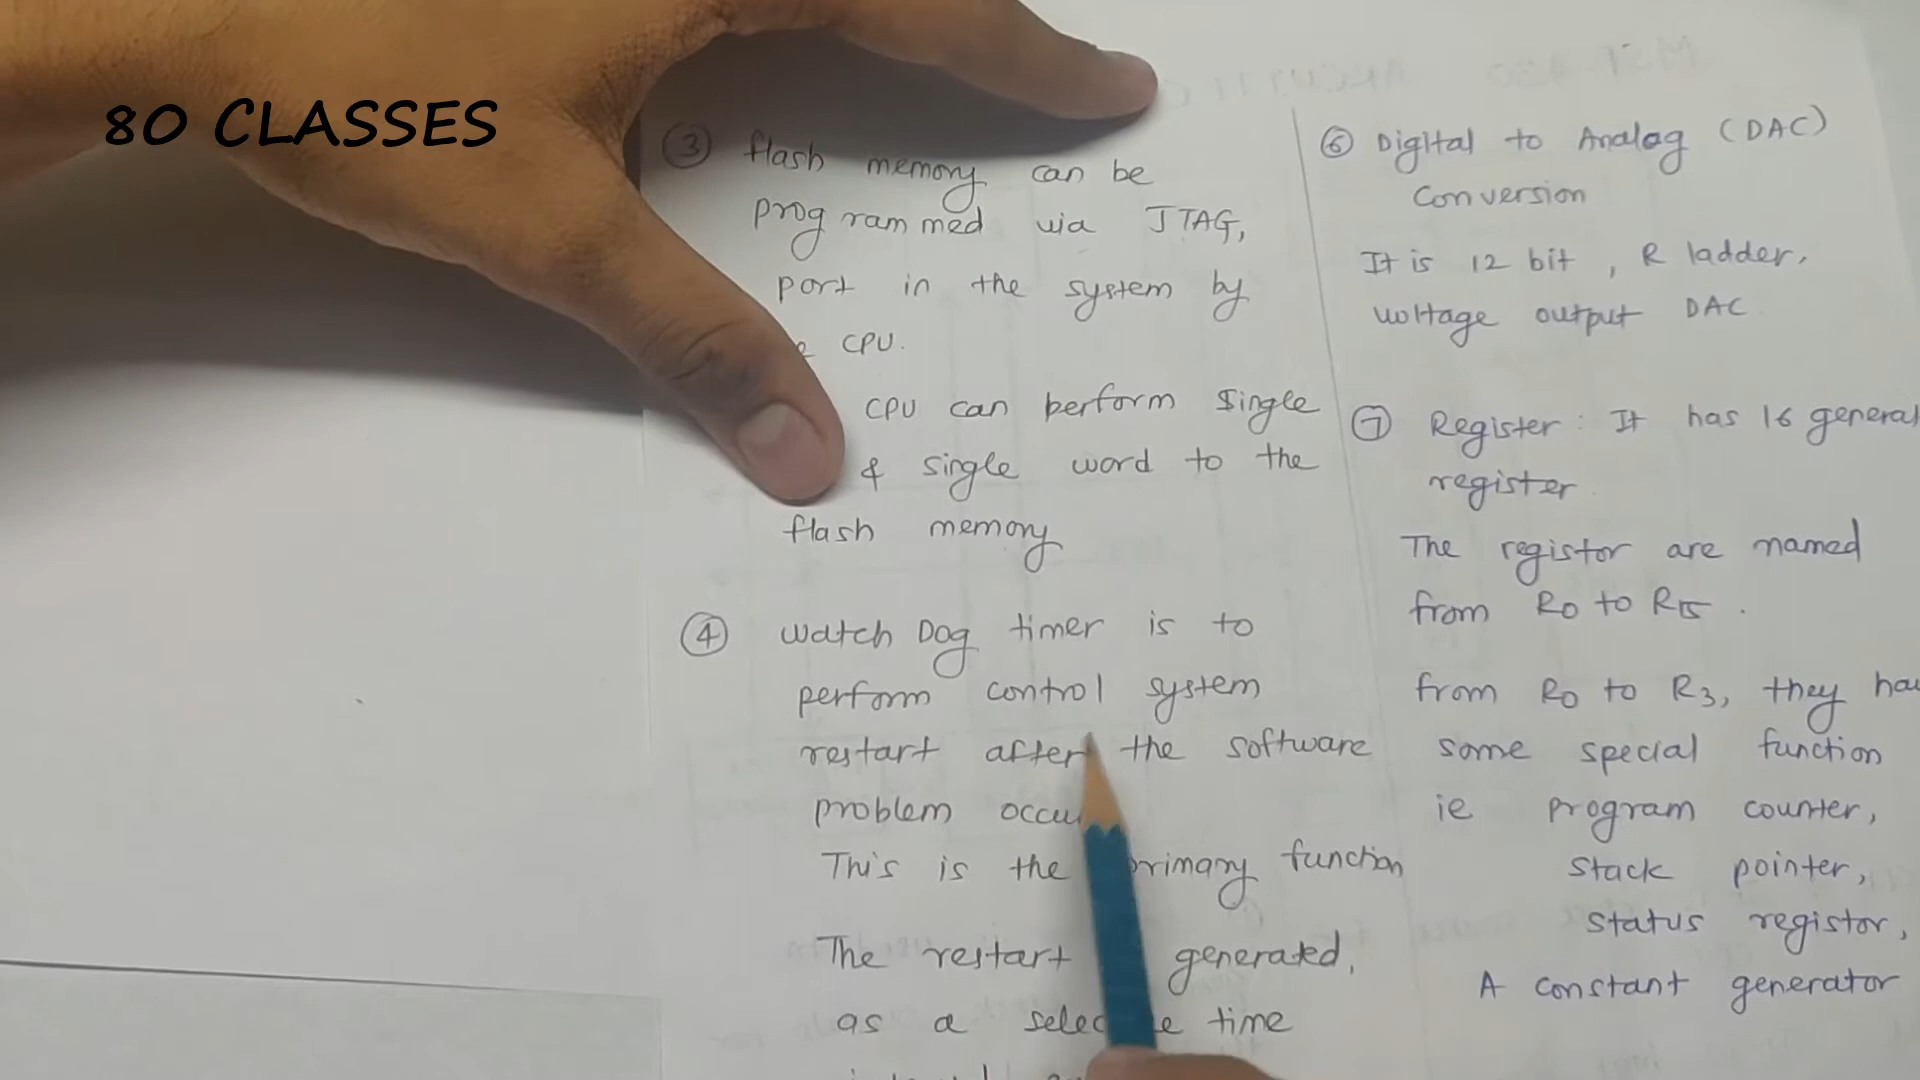 80 CLASSES
③ flash memory can be
programmed via JTAG,
port in the system by
CPU.
CPU can perform single
& single word to the
flash memory
④ Watch Dog timer is to
perform control system
restart after the software
problem
This is the primary function
The restart generated,
as a time
⑥ Digital to Analog (DAC)
Conversion
It is 12 bit, R ladder,
voltage output DAC
⑦ Register: It has 16 general
register
The registor are named
from R0 to R15.
from R0 to R3, they
some special function
ie program counter,
Stack pointer,
Status registor,
A constant generator